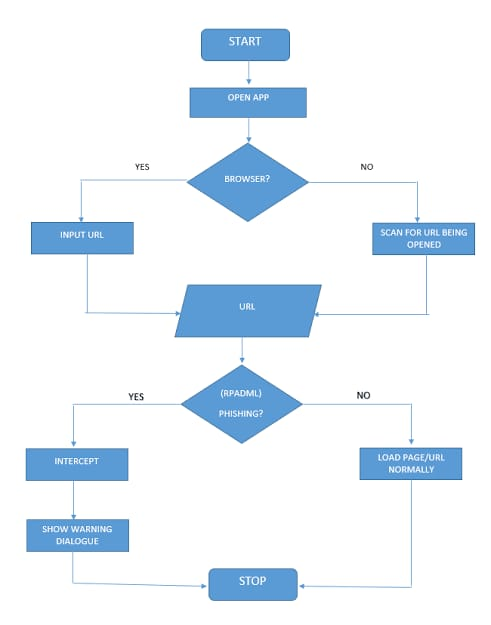 START
OPEN APP
BROWSER?
YES
NO
INPUT URL
SCAN FOR URL BEING
OPENED
URL
(RPADML)
PHISHING?
YES
NO
INTERCEPT
LOAD PAGE/URL
NORMALLY
SHOW WARNING
DIALOGUE
STOP